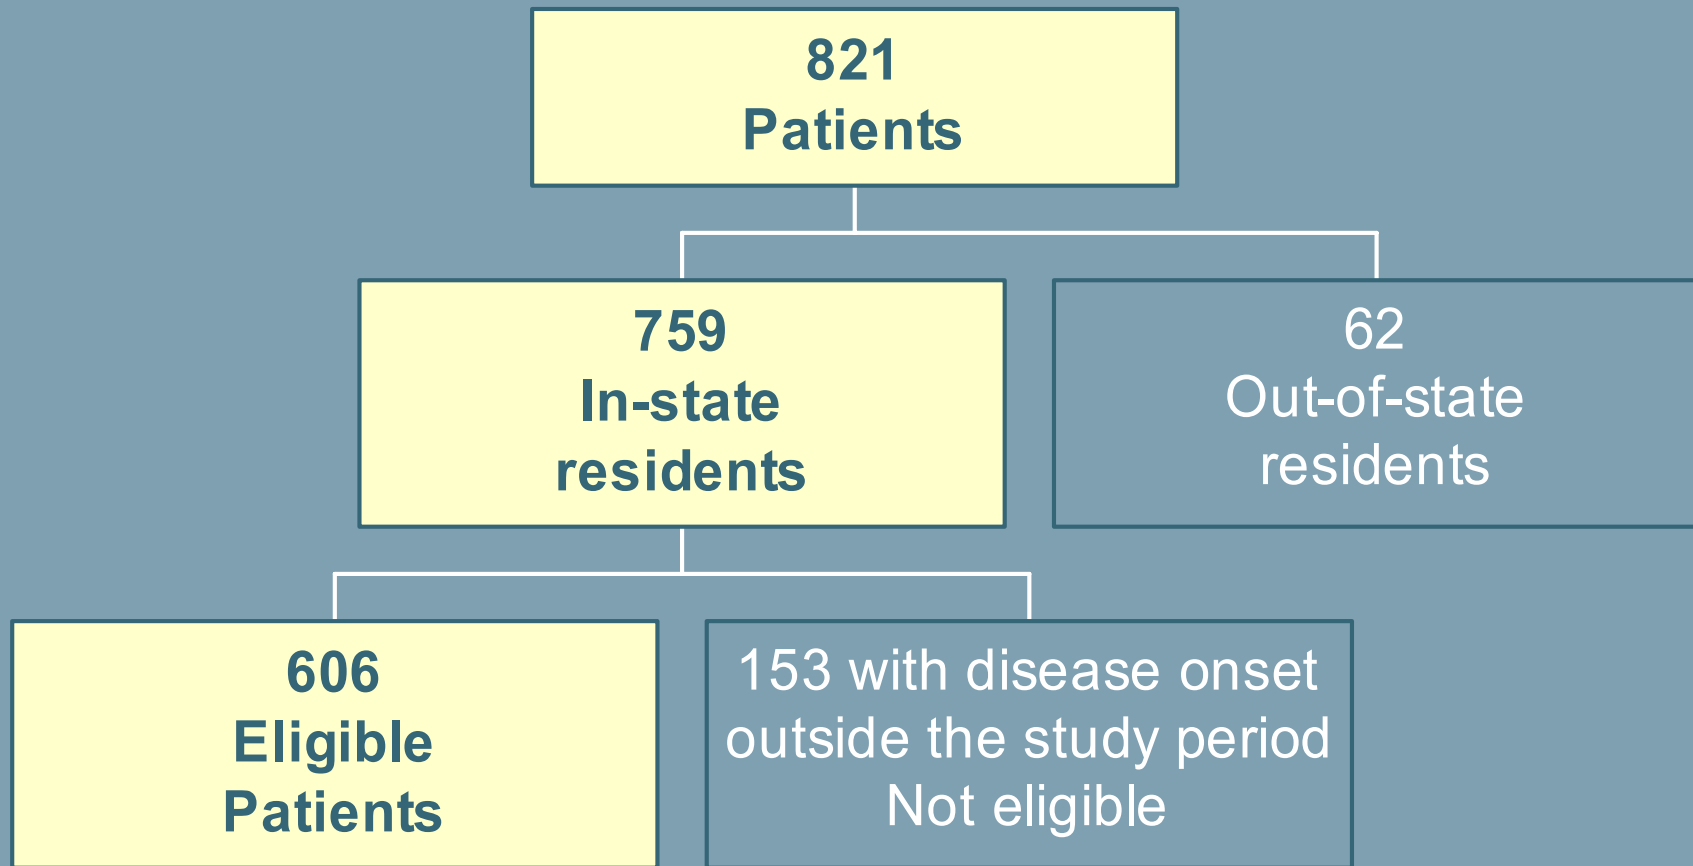 821
Patients
759
In-state
residents
62
Out-of-state
residents
606
Eligible
Patients
153 with disease onset
outside the study period
Not eligible